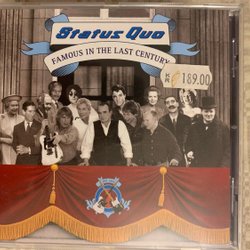 Status Quo
FAMOUS IN THE LAST CENTURY
189.00